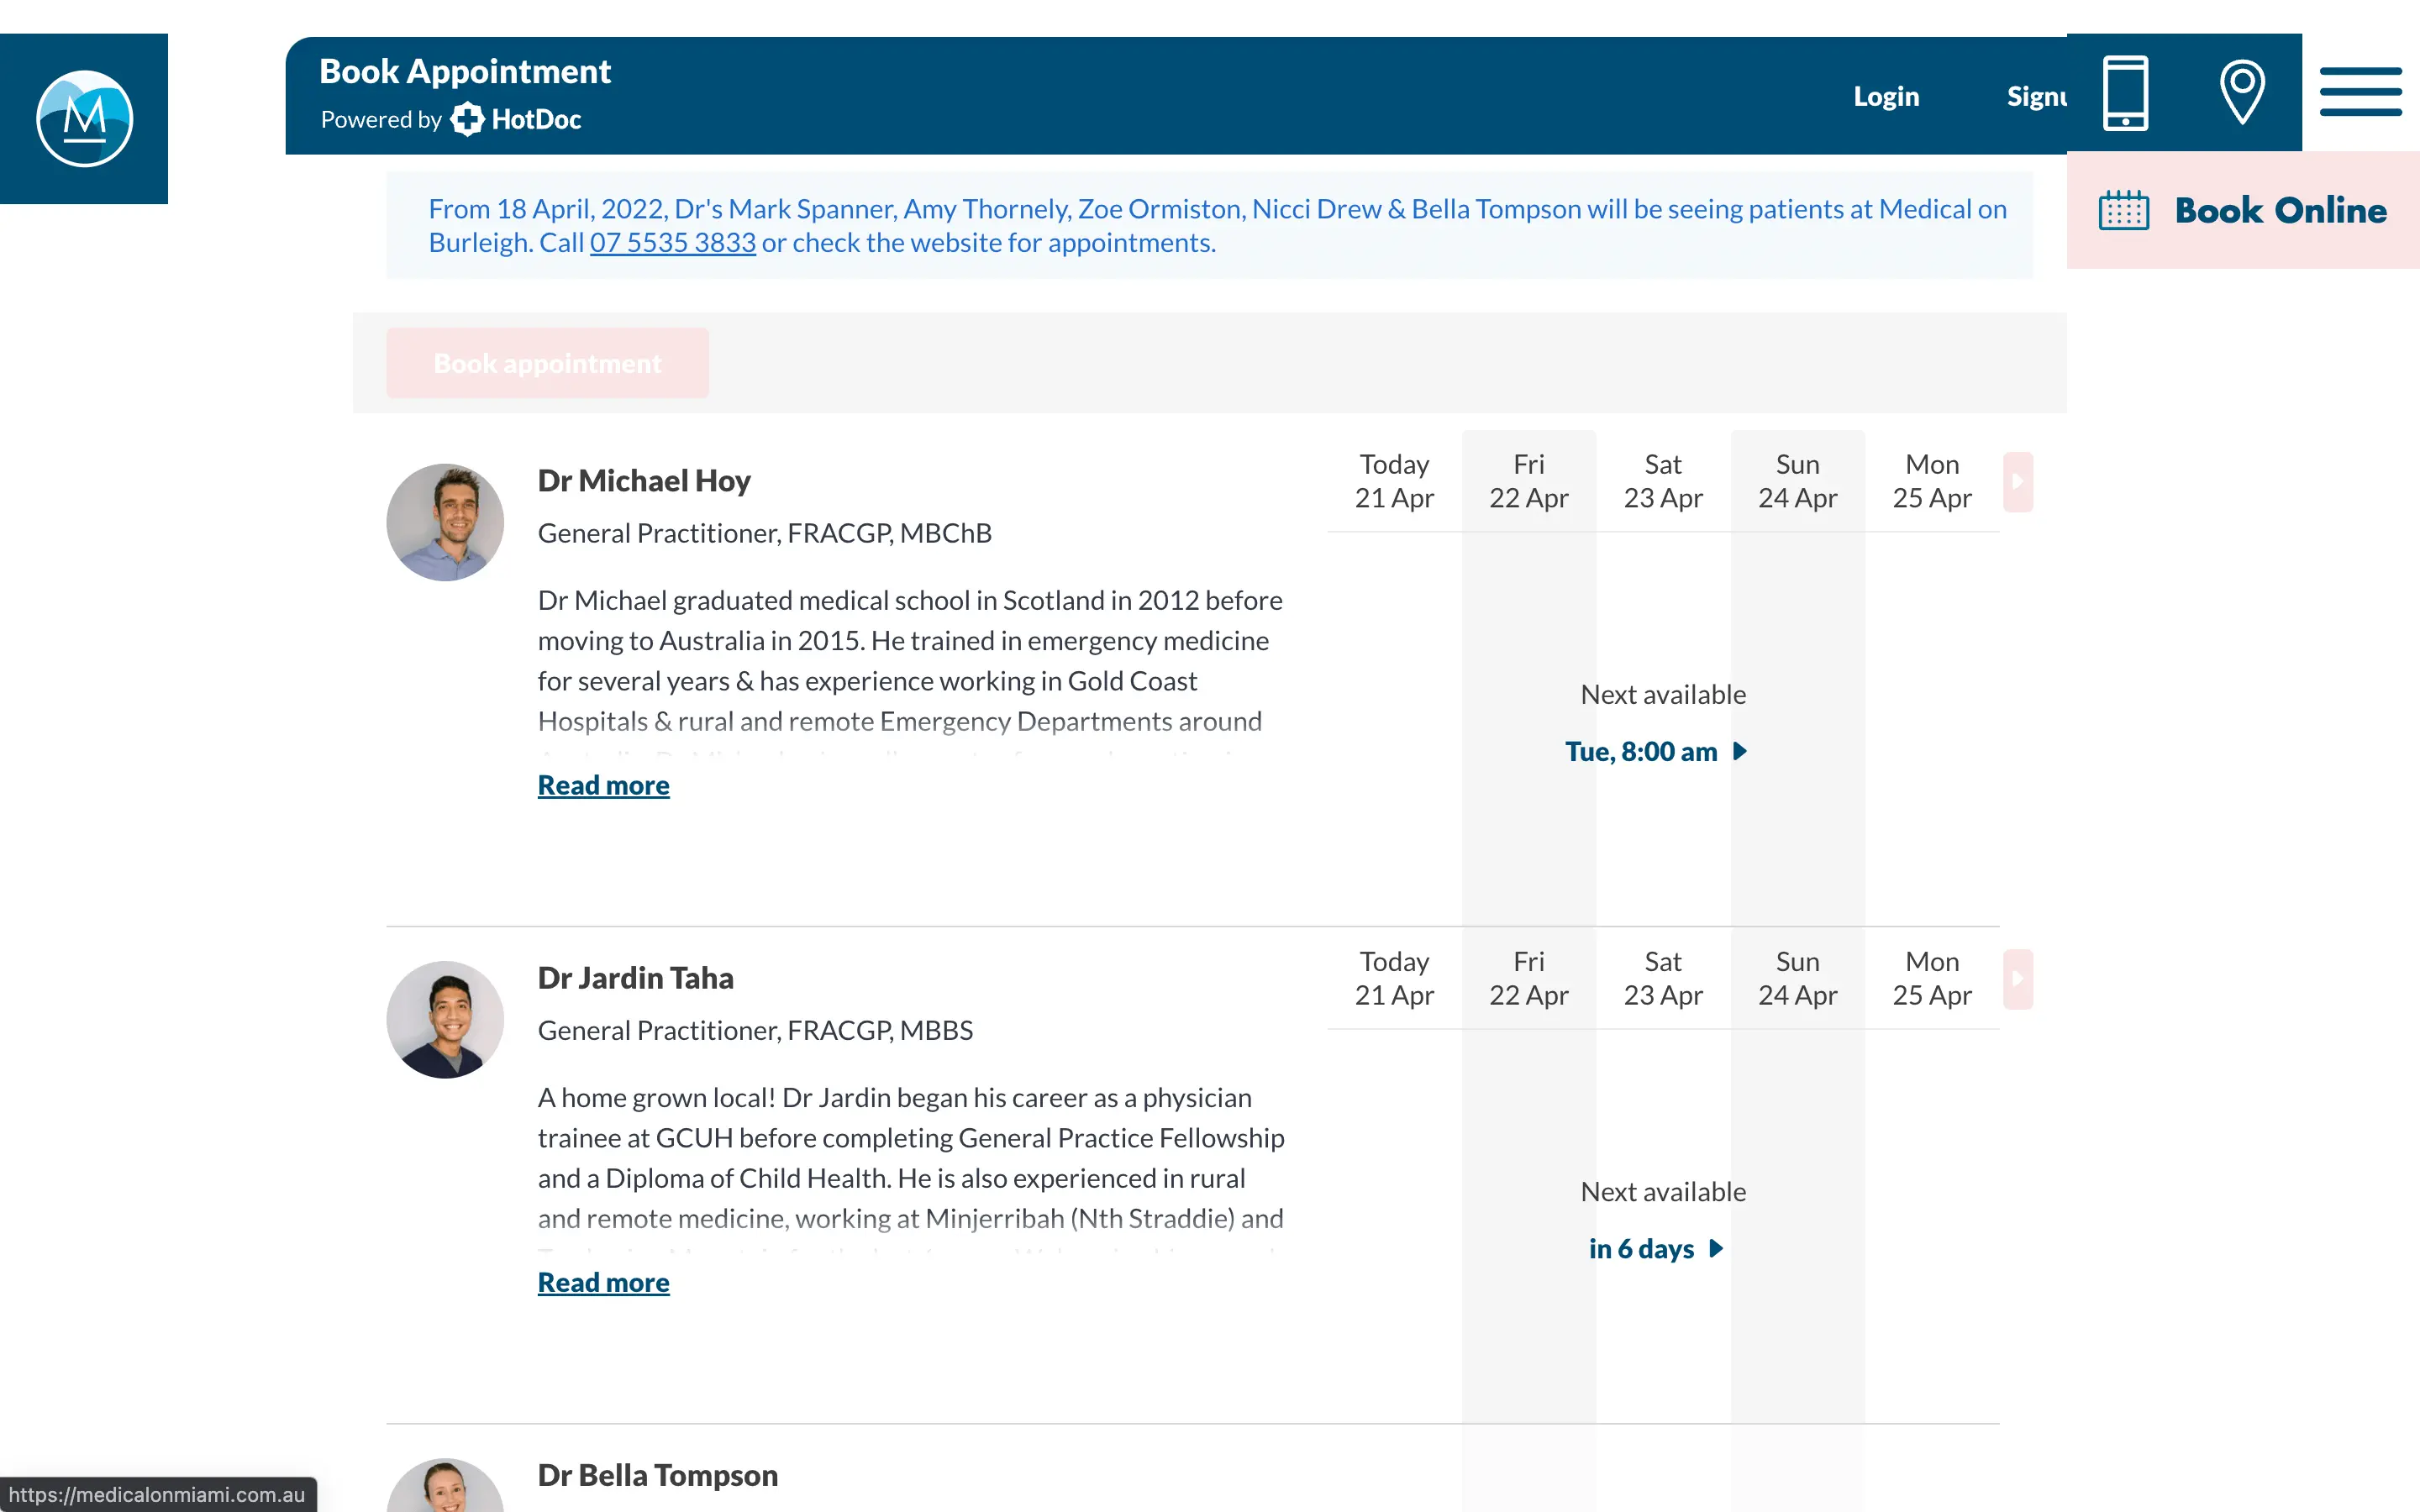 M
Book Appointment
Powered by HotDoc
Login
Signu
Book Online
From 18 April, 2022, Dr's Mark Spanner, Amy Thornely, Zoe Ormiston, Nicci Drew & Bella Tompson will be seeing patients at Medical on
Burleigh. Call 07 5535 3833 or check the website for appointments.
Book appointment
Dr Michael Hoy
General Practitioner, FRACGP, MBChB
Dr Michael graduated medical school in Scotland in 2012 before
moving to Australia in 2015. He trained in emergency medicine
for several years & has experience working in Gold Coast
Hospitals & rural and remote Emergency Departments around
Read more
Today
21 Apr
Fri
22 Apr
Sat
23 Apr
Sun
24 Apr
Mon
25 Apr
Next available
Tue, 8:00 am
Dr Jardin Taha
General Practitioner, FRACGP, MBBS
A home grown local! Dr Jardin began his career as a physician
trainee at GCUH before completing General Practice Fellowship
and a Diploma of Child Health. He is also experienced in rural
and remote medicine, working at Minjerribah (Nth Straddie) and
Read more
Today
21 Apr
Fri
22 Apr
Sat
23 Apr
Sun
24 Apr
Mon
25 Apr
Next available
in 6 days
Dr Bella Tompson
https://medicalonmiami.com.au